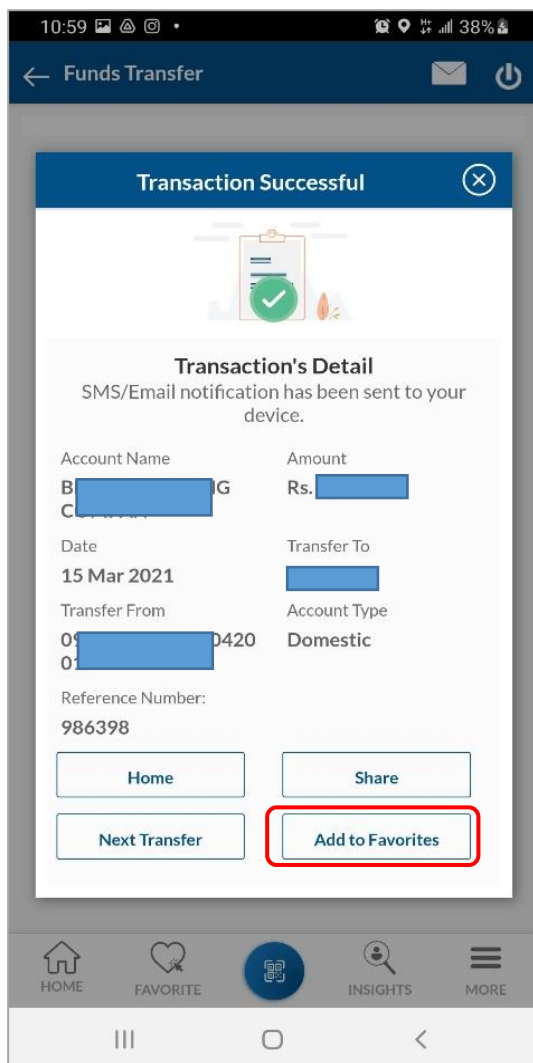 10:59
38%
Funds Transfer
Transaction Successful
Transaction's Detail
SMS/Email notification has been sent to your
device.
Account Name
Amount
Rs.
Date
Transfer To
15 Mar 2021
Transfer From
Account Type
Domestic
Reference Number:
986398
Home
Share
Next Transfer
Add to Favorites
HOME
FAVORITE
INSIGHTS
MORE